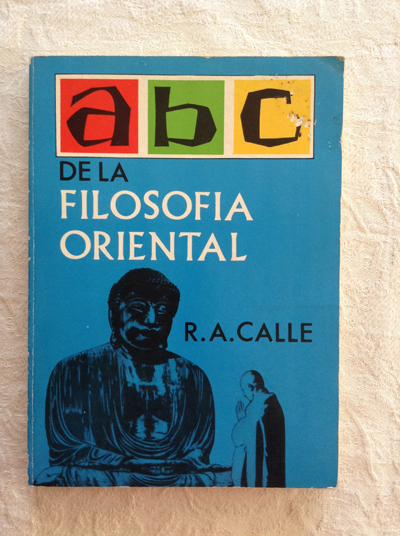 abc
DE LA
FILOSOFIA
ORIENTAL
R.A.CALLE